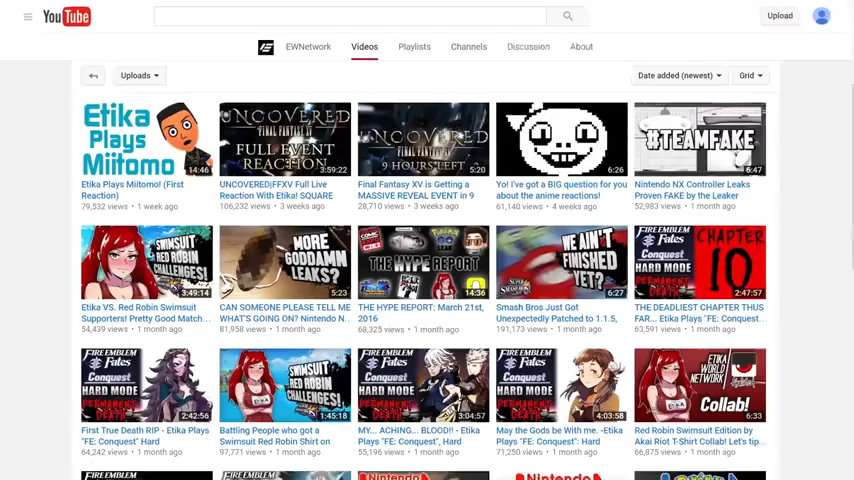 YouTube
Upload
EWNetwork Videos Playlists Channels Discussion About
Uploads
Date added (newest)
Grid
Etika
Plays
Miitomo
14:46
UNCOVERED
FINAL FANTASY XV
FULL EVENT
REACTION
3:59:22
UNCOVERED
FINAL FANTASY XV
9 HOURS LEFT
5:20
6:26
#TEAMFAKE
6:47
Etika Plays Miitomo! (First
Reaction)
79,532 views • 1 week ago
UNCOVERED|FFXV Full Live
Reaction With Etika! SQUARE
106,232 views • 3 weeks ago
Final Fantasy XV is Getting a
MASSIVE REVEAL EVENT in 9
28,710 views • 3 weeks ago
Yo! I've got a BIG question for you
about the anime reactions!
61,140 views • 4 weeks ago
Nintendo NX Controller Leaks
Proven FAKE by the Leaker
52,983 views • 1 month ago
SWIMSUIT
RED ROBIN
CHALLENGES!
3:49:14
MORE
GODDAMN
LEAKS?
5:23
THE HYPE REPORT
14:36
WE AIN'T
FINISHED
YET?
6:27
FIRE EMBLEM
Fates
Conquest
HARD MODE
PERMANENT
DEATH
CHAPTER
10
2:47:57
Etika VS. Red Robin Swimsuit
Supporters! Pretty Good Match...
54,439 views • 1 month ago
CAN SOMEONE PLEASE TELL ME
WHAT'S GOING ON? Nintendo N...
81,958 views • 1 month ago
THE HYPE REPORT: March 21st,
2016
68,325 views • 1 month ago
Smash Bros Just Got
Unexpectedly Patched to 1.1.5,
191,173 views • 1 month ago
THE DEADLIEST CHAPTER THUS
FAR... Etika Plays "FE: Conquest...
63,591 views • 1 month ago
FIRE EMBLEM
Fates
Conquest
HARD MODE
PERMANENT
DEATH
2:42:56
SWIMSUIT
RED ROBIN
CHALLENGES!
ETIKA
1:45:18
FIRE EMBLEM
Fates
Conquest
HARD MODE
PERMANENT
DEATH
3:04:57
FIRE EMBLEM
Fates
Conquest
HARD MODE
PERMANENT
DEATH
4:03:58
ETIKA
WORLD
NETWORK
ETIKA
Collab!
6:33
First True Death RIP - Etika Plays
"FE: Conquest" Hard
64,242 views • 1 month ago
Battling People who got a
Swimsuit Red Robin Shirt on
97,771 views • 1 month ago
MY... ACHING... BLOOD!! - Etika
Plays "FE: Conquest", Hard
55,196 views • 1 month ago
May the Gods be With me. -Etika
Plays "FE: Conquest": Hard
71,250 views • 1 month ago
Red Robin Swimsuit Edition by
Akai Riot T-Shirt Collab! Let's tip...
66,875 views • 1 month ago
FIRE EMBLEM
Nintendo
Nintendo